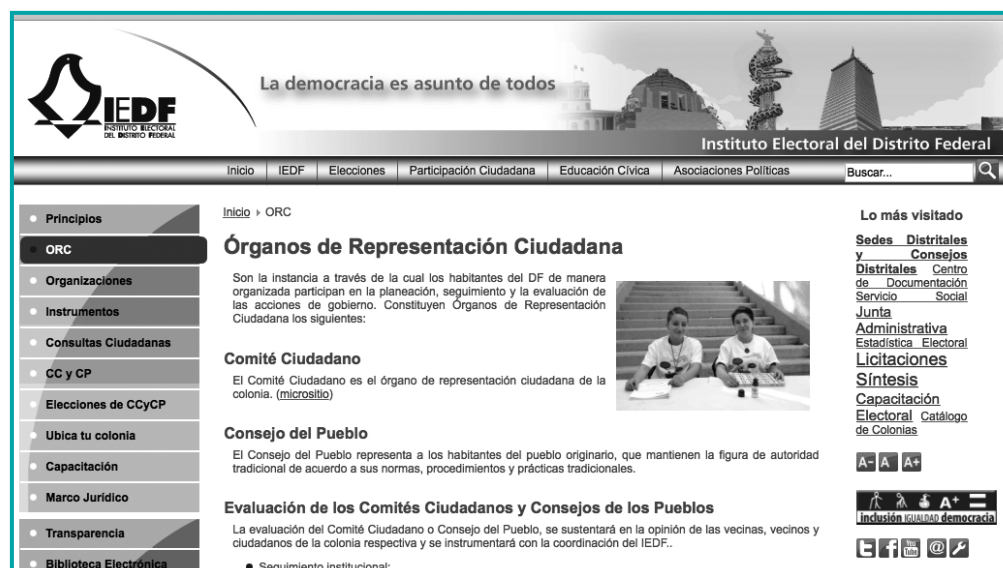 La democracia es asunto de todos
IEDF
INSTITUTO ELECTORAL
DEL DISTRITO FEDERAL
Instituto Electoral del Distrito Federal
Inicio IEDF Elecciones Participación Ciudadana Educación Cívica Asociaciones Políticas Buscar...
Principios
ORC
Organizaciones
Instrumentos
Consultas Ciudadanas
CC y CP
Elecciones de CCyCP
Ubica tu colonia
Capacitación
Marco Jurídico
Transparencia
Biblioteca Electrónica
Inicio ORC
Órganos de Representación Ciudadana
Son la instancia a través de la cual los habitantes del DF de manera
organizada participan en la planeación, seguimiento y la evaluación de
las acciones de gobierno. Constituyen Órganos de Representación
Ciudadana los siguientes:
Comité Ciudadano
El Comité Ciudadano es el órgano de representación ciudadana de la
colonia. (micrositio)
Consejo del Pueblo
El Consejo del Pueblo representa a los habitantes del pueblo originario, que mantienen la figura de autoridad
tradicional de acuerdo a sus normas, procedimientos y prácticas tradicionales.
Evaluación de los Comités Ciudadanos y Consejos de los Pueblos
La evaluación del Comité Ciudadano o Consejo del Pueblo, se sustentará en la opinión de las vecinas, vecinos y
ciudadanos de la colonia respectiva y se instrumentará con la coordinación del IEDF..
Seguimiento institucional:
Lo más visitado
Sedes Distritales
y Consejos
Distritales Centro
de Documentación
Servicio Social
Junta
Administrativa
Estadística Electoral
Licitaciones
Síntesis
Capacitación
Electoral Catálogo
de Colonias
A- A A+
A+
inclusión IGUALDAD democracia
You Tube @